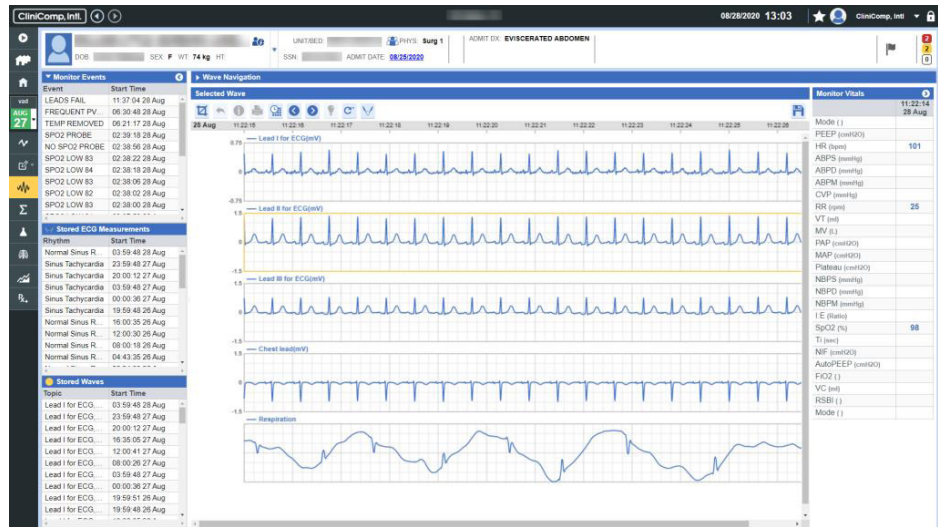 CliniComp, Intl.
08/28/2020 13:03
CliniComp, Intl
DOB:
SEX: F WT: 74 kg HT:
UNIT/BED:
PHYS: Surg 1
SSN:
ADMIT DATE: 08/25/2020
ADMIT DX: EVISCERATED ABDOMEN
2
2
0
vad
AUG
27
Monitor Events
Event Start Time
LEADS FAIL 11:37:04 28 Aug
FREQUENT PV... 06:30:48 28 Aug
TEMP REMOVED 06:21:17 28 Aug
SPO2 PROBE 02:39:18 28 Aug
NO SPO2 PROBE 02:38:56 28 Aug
SPO2 LOW 83 02:38:22 28 Aug
SPO2 LOW 84 02:38:18 28 Aug
SPO2 LOW 83 02:38:06 28 Aug
SPO2 LOW 82 02:38:02 28 Aug
SPO2 LOW 83 02:38:00 28 Aug
Stored ECG Measurements
Rhythm Start Time
Normal Sinus R... 03:59:48 28 Aug
Sinus Tachycardia 23:59:48 27 Aug
Sinus Tachycardia 20:00:12 27 Aug
Sinus Tachycardia 03:59:48 27 Aug
Sinus Tachycardia 00:00:36 27 Aug
Sinus Tachycardia 19:59:48 26 Aug
Normal Sinus R... 16:00:35 26 Aug
Normal Sinus R... 12:00:30 26 Aug
Normal Sinus R... 08:00:18 26 Aug
Normal Sinus R... 04:43:35 26 Aug
Stored Waves
Topic Start Time
Lead I for ECG,... 03:59:48 28 Aug
Lead I for ECG,... 23:59:48 27 Aug
Lead I for ECG,... 20:00:12 27 Aug
Lead I for ECG,... 16:35:05 27 Aug
Lead I for ECG,... 12:00:41 27 Aug
Lead I for ECG,... 08:00:26 27 Aug
Lead I for ECG,... 03:59:48 27 Aug
Lead I for ECG,... 00:00:36 27 Aug
Lead I for ECG,... 19:59:51 26 Aug
Lead I for ECG,... 19:59:48 26 Aug
Wave Navigation
Selected Wave
28 Aug 11:22:15 11:22:16 11:22:17 11:22:18 11:22:19 11:22:20 11:22:21 11:22:22 11:22:23 11:22:24 11:22:25 11:22:26
Lead I for ECG(mV)
0.75
0
-0.75
Lead II for ECG(mV)
1.5
0
-1.5
Lead III for ECG(mV)
1.5
0
-1.5
Chest lead(mV)
1.5
0
-1.5
Respiration
Monitor Vitals
11:22:14
28 Aug
Mode ( )
PEEP (cmH2O)
HR (bpm) 101
ABPS (mmHg)
ABPD (mmHg)
ABPM (mmHg)
CVP (mmHg)
RR (rpm) 25
VT (ml)
MV (L)
PAP (cmH2O)
MAP (cmH2O)
Plateau (cmH2O)
NBPS (mmHg)
NBPD (mmHg)
NBPM (mmHg)
I:E (Ratio)
SpO2 (%) 98
Ti (sec)
NIF (cmH2O)
AutoPEEP (cmH2O)
FiO2 ( )
VC (ml)
RSBI ( )
Mode ( )